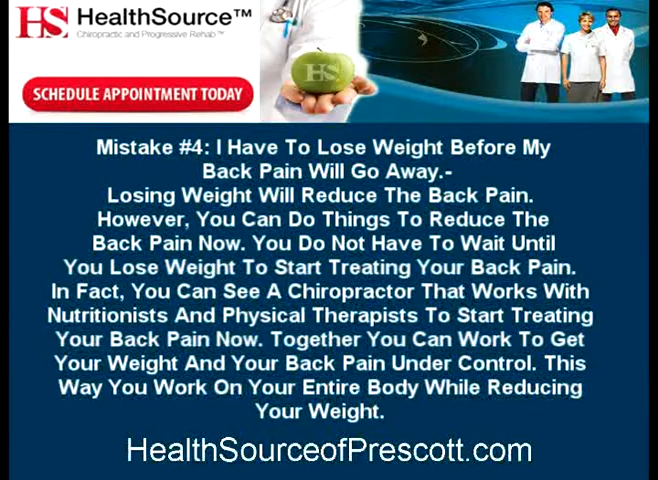 HS HealthSource™
Chiropractic and Progressive Rehab™
SCHEDULE APPOINTMENT TODAY
HS
Mistake #4: I Have To Lose Weight Before My
Back Pain Will Go Away.-
Losing Weight Will Reduce The Back Pain.
However, You Can Do Things To Reduce The
Back Pain Now. You Do Not Have To Wait Until
You Lose Weight To Start Treating Your Back Pain.
In Fact, You Can See A Chiropractor That Works With
Nutritionists And Physical Therapists To Start Treating
Your Back Pain Now. Together You Can Work To Get
Your Weight And Your Back Pain Under Control. This
Way You Work On Your Entire Body While Reducing
Your Weight.
HealthSourceofPrescott.com